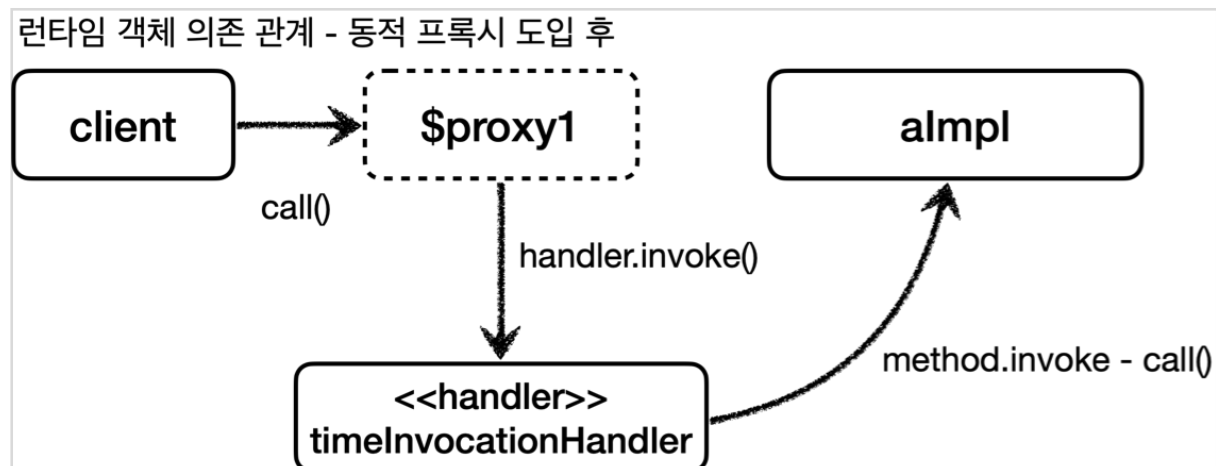 런타임 객체 의존 관계 - 동적 프록시 도입 후
client
$proxy1
aImpl
call()
handler.invoke()
method.invoke - call()
<<handler>>
timeInvocationHandler